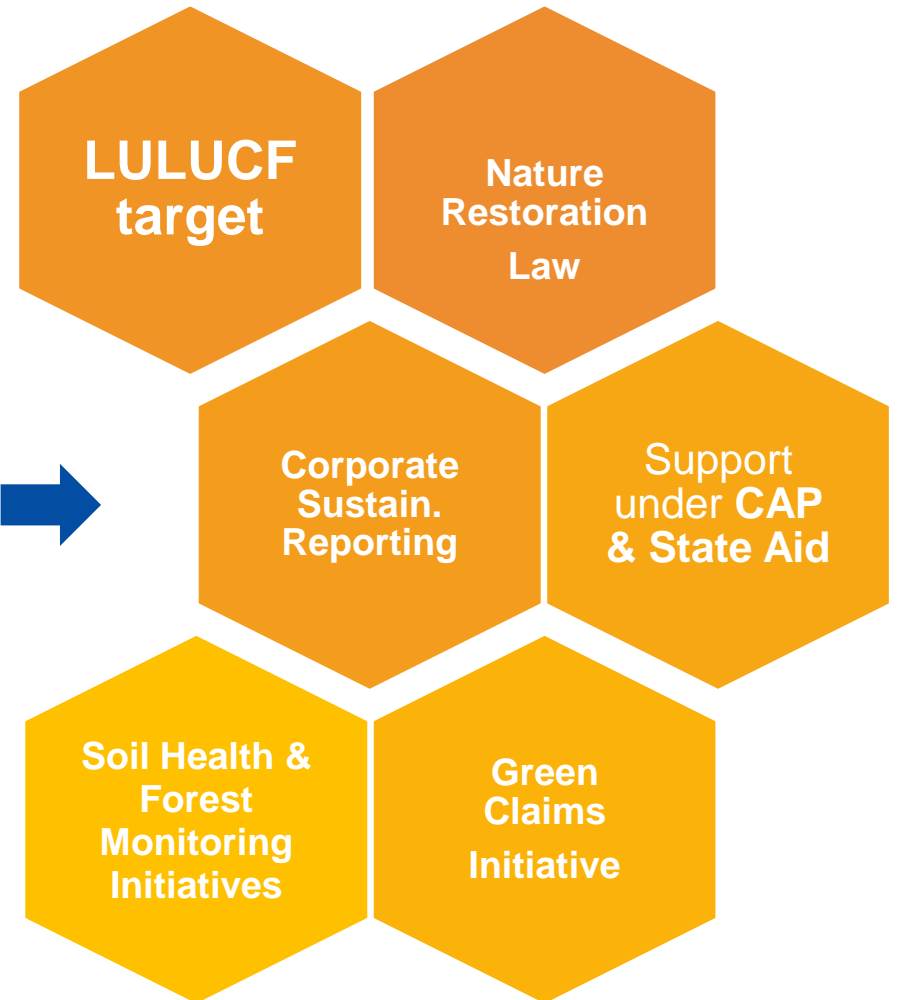 LULUCF
target
Nature
Restoration
Law
Corporate
Sustain.
Reporting
Support
under CAP
& State Aid
Soil Health &
Forest
Monitoring
Initiatives
Green
Claims
Initiative